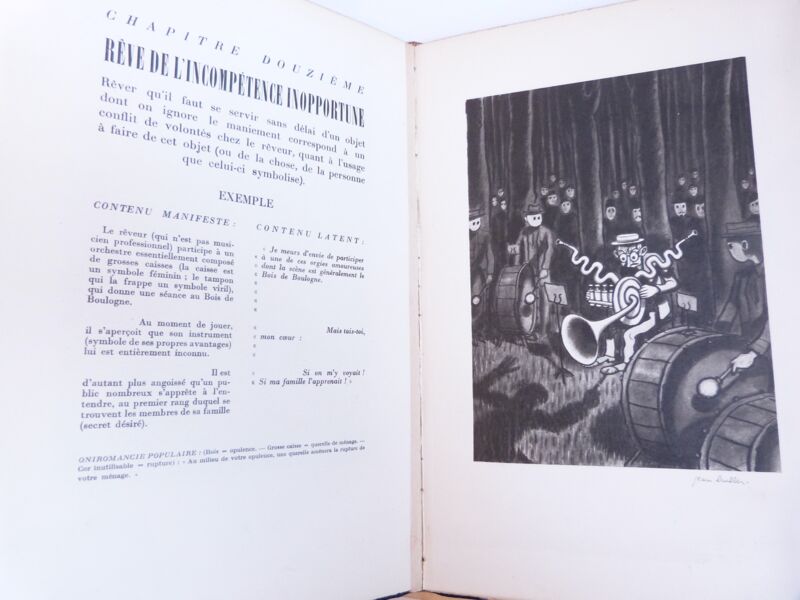 CHAPITRE DOUZIÈME
RÊVE DE L'INCOMPÉTENCE INOPPORTUNE
Rêver qu'il faut se servir sans délai d'un objet
dont on ignore le maniement correspond à un
conflit de volontés chez le rêveur, quant à l'usage
à faire de cet objet (ou de la chose, de la personne
que celui-ci symbolise).
EXEMPLE
CONTENU MANIFESTE :
Le rêveur (qui n'est pas musi-
cien professionnel) participe à un
orchestre essentiellement composé
de grosses caisses (la caisse est
un symbole féminin ; le tampon
qui la frappe un symbole viril),
qui donne une séance au Bois de
Boulogne.
Au moment de jouer,
il s'aperçoit que son instrument
(symbole de ses propres avantages)
lui est entièrement inconnu.
Il est
d'autant plus angoissé qu'un pu-
blic nombreux s'apprête à l'en-
tendre, au premier rang duquel se
trouvent les membres de sa famille
(secret désiré).
CONTENU LATENT :
« Je meurs d'envie de participer
« à une de ces orgies amoureuses
« dont la scène est généralement le
« Bois de Boulogne.
«
«
«
«
« Mais tais-toi,
« mon cœur :
«
«
« Si on m'y voyait !
« Si ma famille l'apprenait ! »
ONIROMANCIE POPULAIRE : (Bois = opulence. — Grosse caisse = querelle de ménage. —
Cor inutilisable = rupture) : « Au milieu de votre opulence, une querelle amènera la rupture de
votre ménage. »
25
25